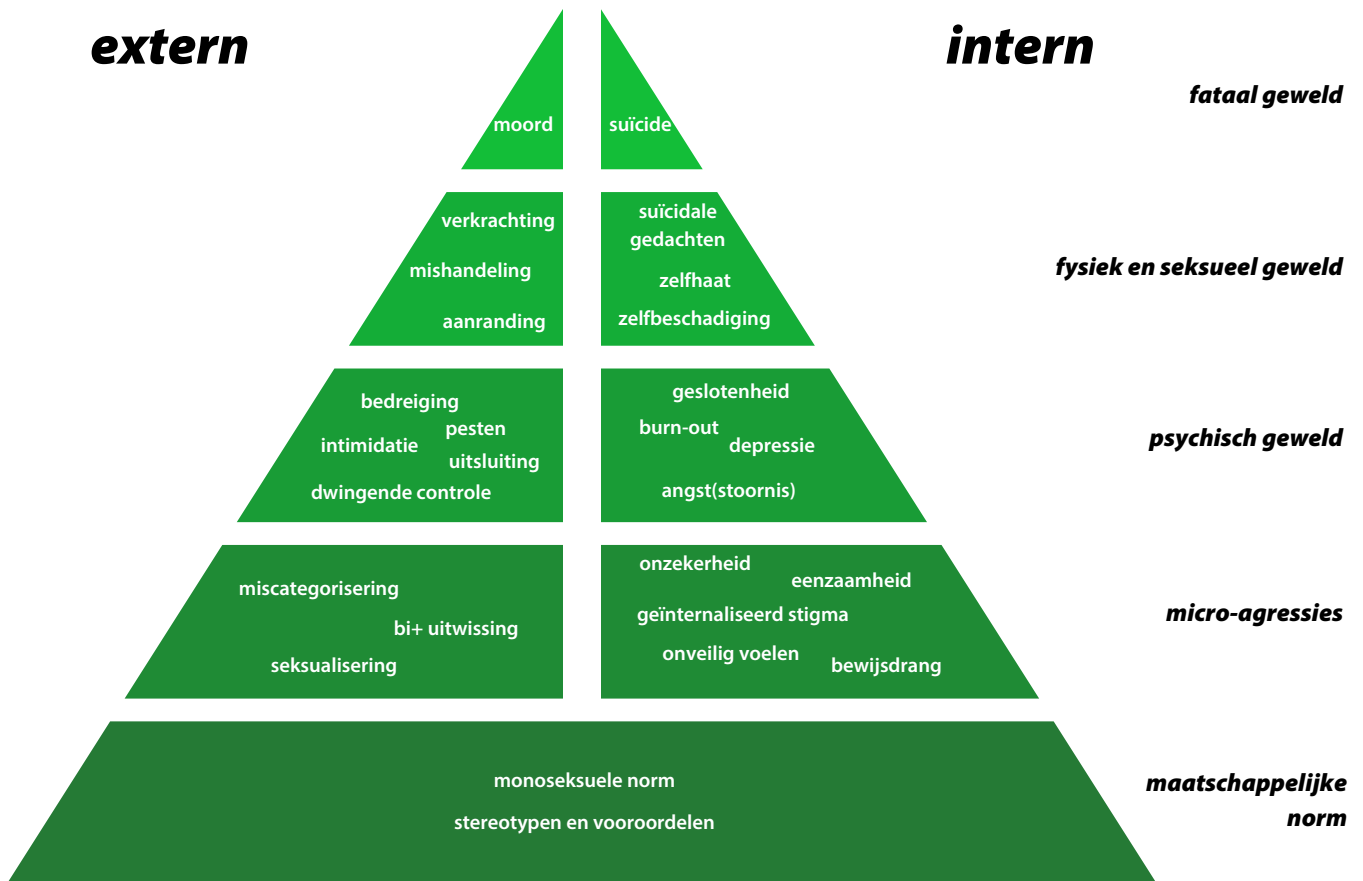 extern
intern
fataal geweld
moord
suïcide
fysiek en seksueel geweld
verkrachting
mishandeling
aanranding
suïcidale
gedachten
zelfhaat
zelfbeschadiging
psychisch geweld
bedreiging
pesten
intimidatie
uitsluiting
dwingende controle
geslotenheid
burn-out
depressie
angst(stoornis)
micro-agressies
miscategorisering
bi+ uitwissing
seksualisering
onzekerheid
eenzaamheid
geïnternaliseerd stigma
onveilig voelen
bewijsdrang
maatschappelijke
norm
monoseksuele norm
stereotypen en vooroordelen